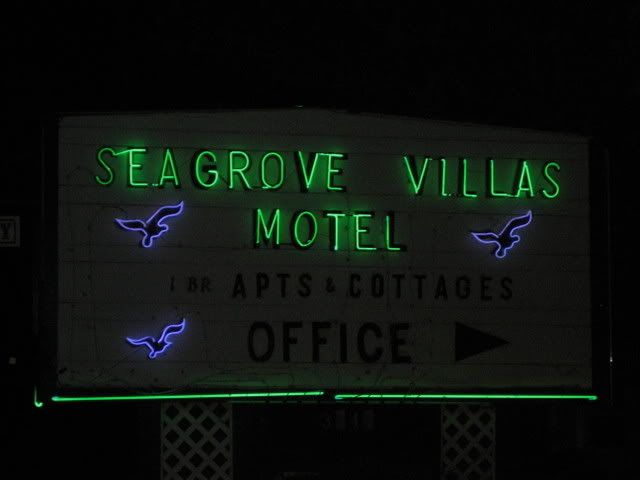 SEAGROVE VILLAS
MOTEL
1 BR APTS & COTTAGES
OFFICE